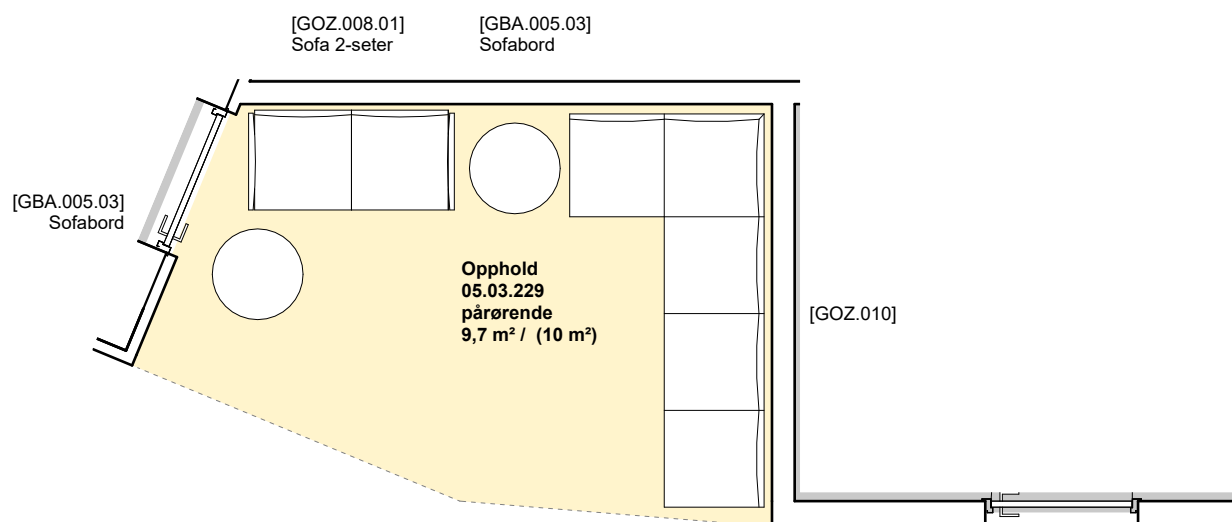 [GOZ.008.01]
Sofa 2-seter
[GBA.005.03]
Sofabord
[GBA.005.03]
Sofabord
Opphold
05.03.229
pårørende
9,7 m² / (10 m²)
[GOZ.010]